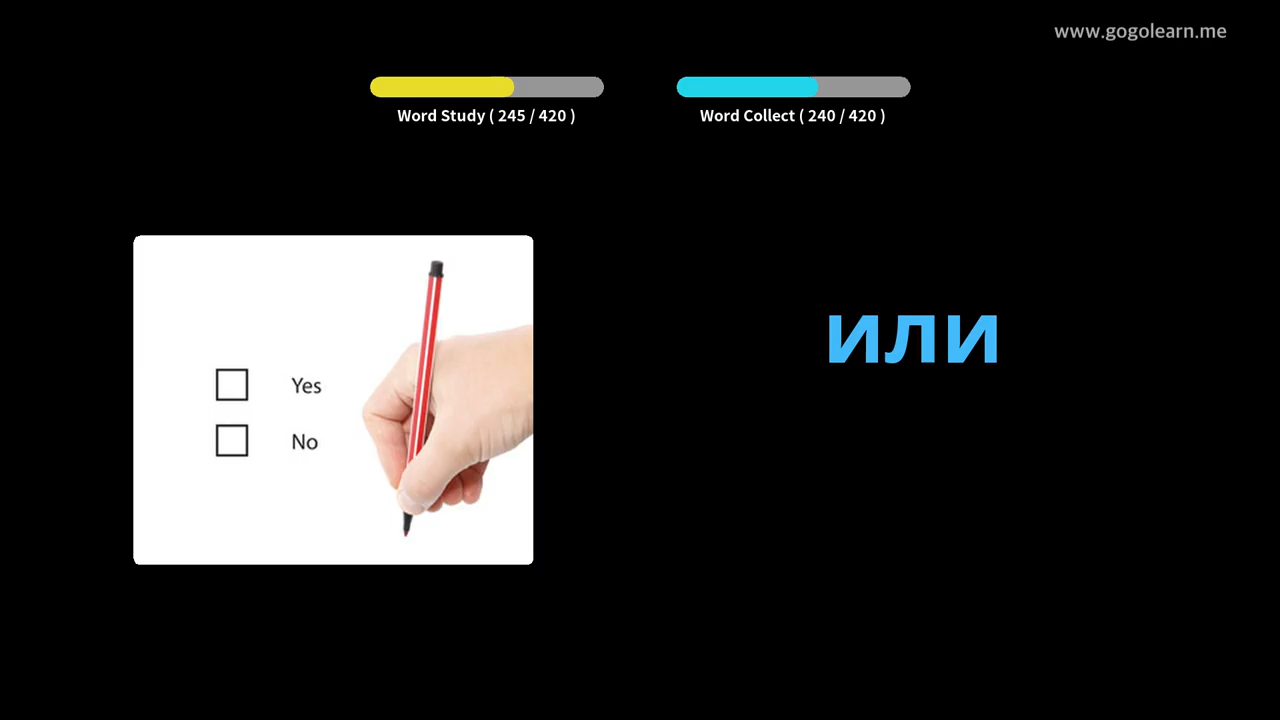 www.gogolearn.me
Word Study ( 245 / 420 )
Word Collect ( 240 / 420 )
Yes
No
или